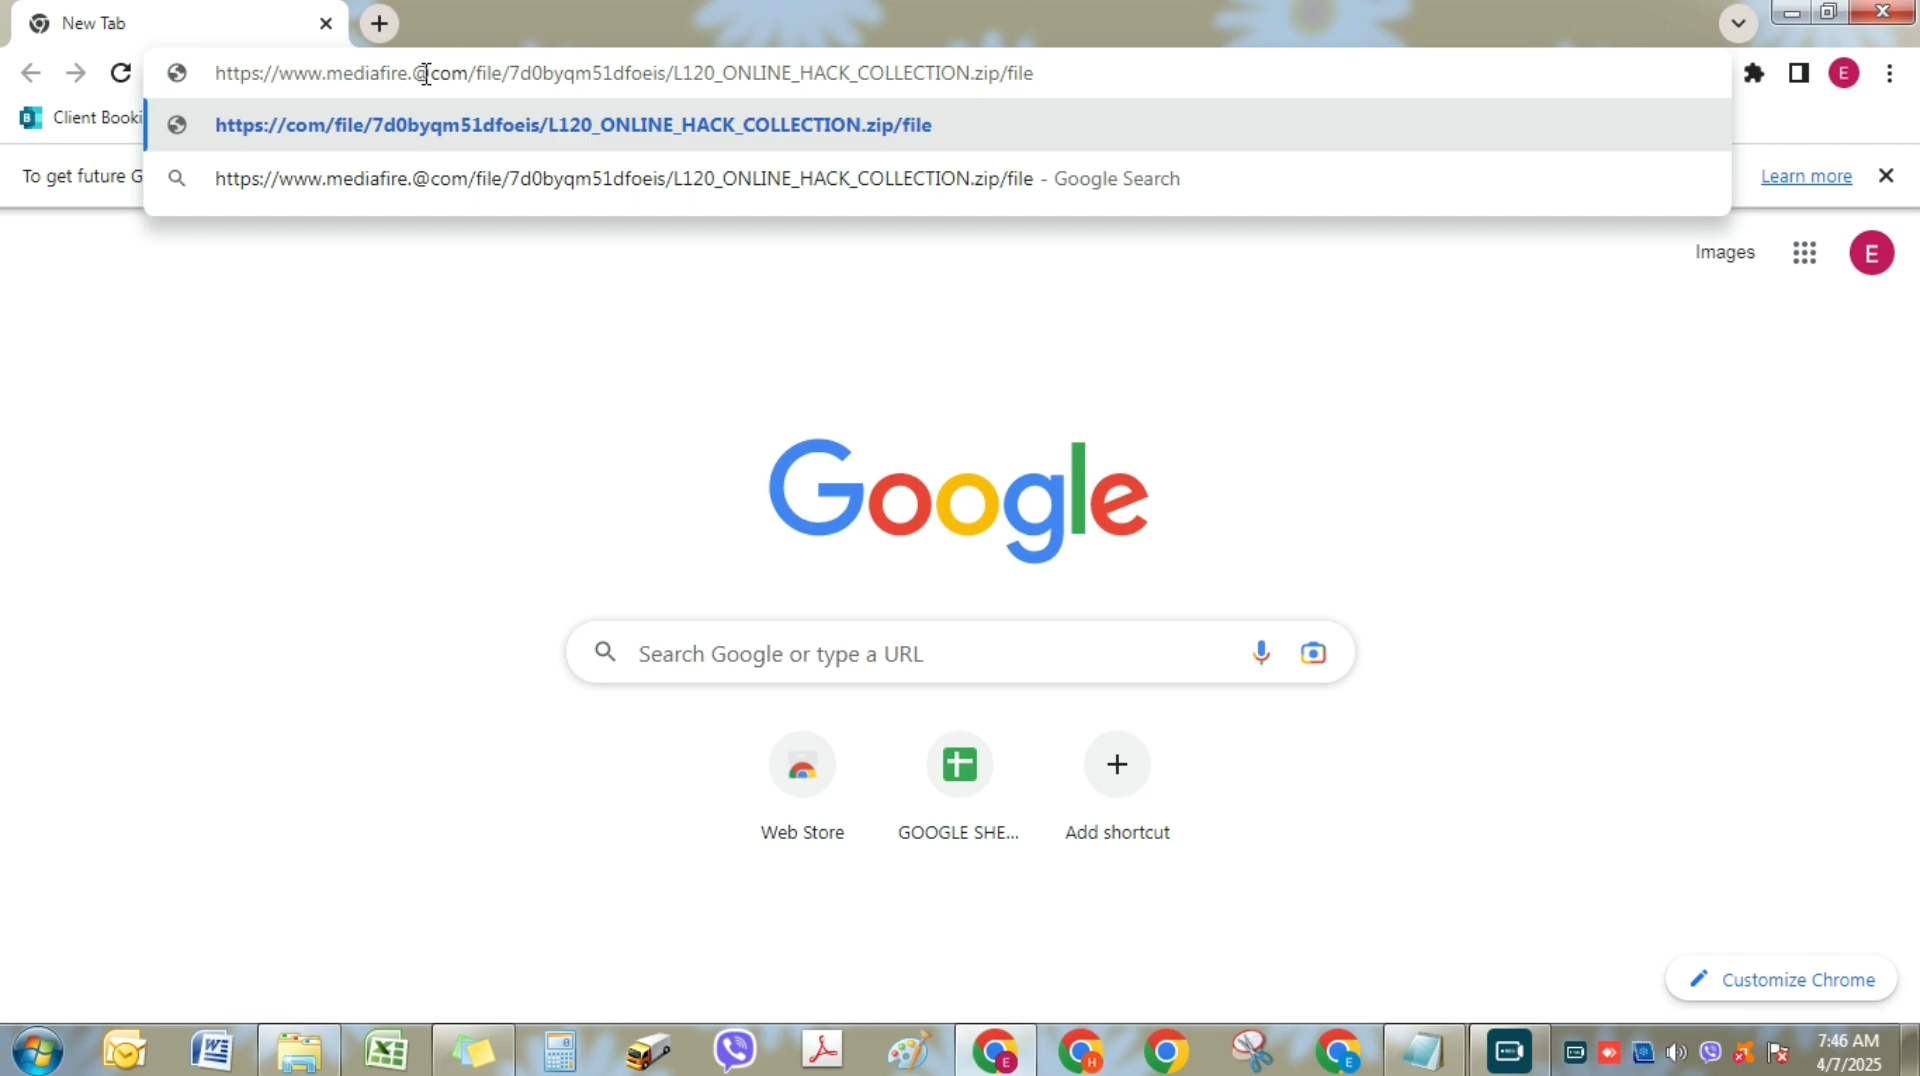 New Tab
https://www.mediafire.@com/file/7d0byqm51dfoeis/L120_ONLINE_HACK_COLLECTION.zip/file
E
Client Booki
https://com/file/7d0byqm51dfoeis/L120_ONLINE_HACK_COLLECTION.zip/file
To get future G
https://www.mediafire.@com/file/7d0byqm51dfoeis/L120_ONLINE_HACK_COLLECTION.zip/file - Google Search
Learn more
Images
E
Google
Search Google or type a URL
Web Store
GOOGLE SHE...
Add shortcut
Customize Chrome
7:46 AM
4/7/2025